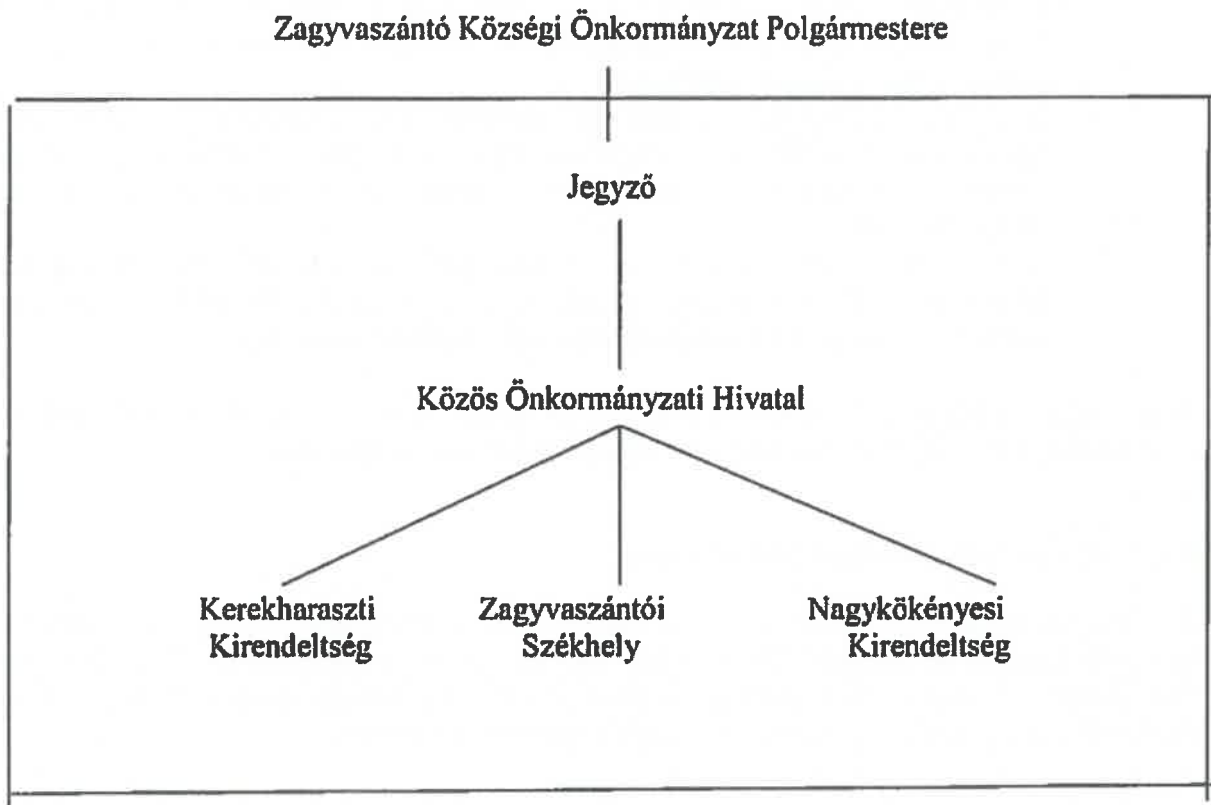 Zagyvaszántó Községi Önkormányzat Polgármestere
Jegyző
Közös Önkormányzati Hivatal
Kerekharaszti
Kirendeltség
Zagyvaszántói
Székhely
Nagykökényesi
Kirendeltség